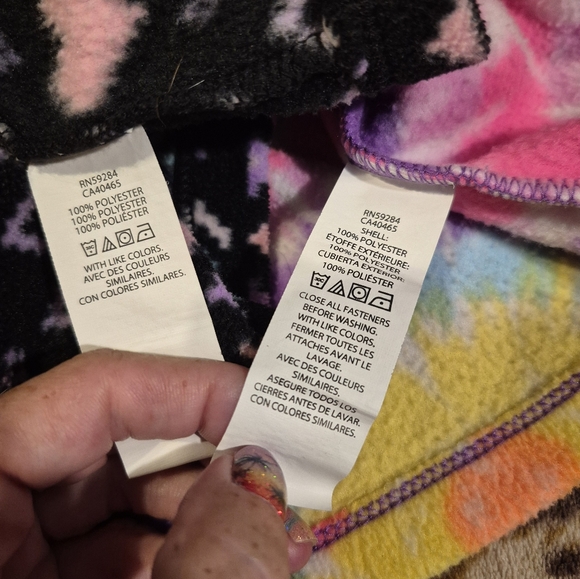 RN59284
CA40465
100% POLYESTER
100% POLYESTER
100% POLIÉSTER
WITH LIKE COLORS.
AVEC DES COULEURS
SIMILAIRES.
CON COLORES SIMILARES.
RN59284
CA40465
SHELL:
100% POLYESTER
ÉTOFFE EXTÉRIEURE:
100% POLYESTER
CUBIERTA EXTERIOR:
100% POLIÉSTER
CLOSE ALL FASTENERS
BEFORE WASHING.
WITH LIKE COLORS.
FERMER TOUTES LES
ATTACHES AVANT LE
LAVAGE.
AVEC DES COULEURS
SIMILAIRES.
ASEGURE TODOS LOS
CIERRES ANTES DE LAVAR.
CON COLORES SIMILARES.